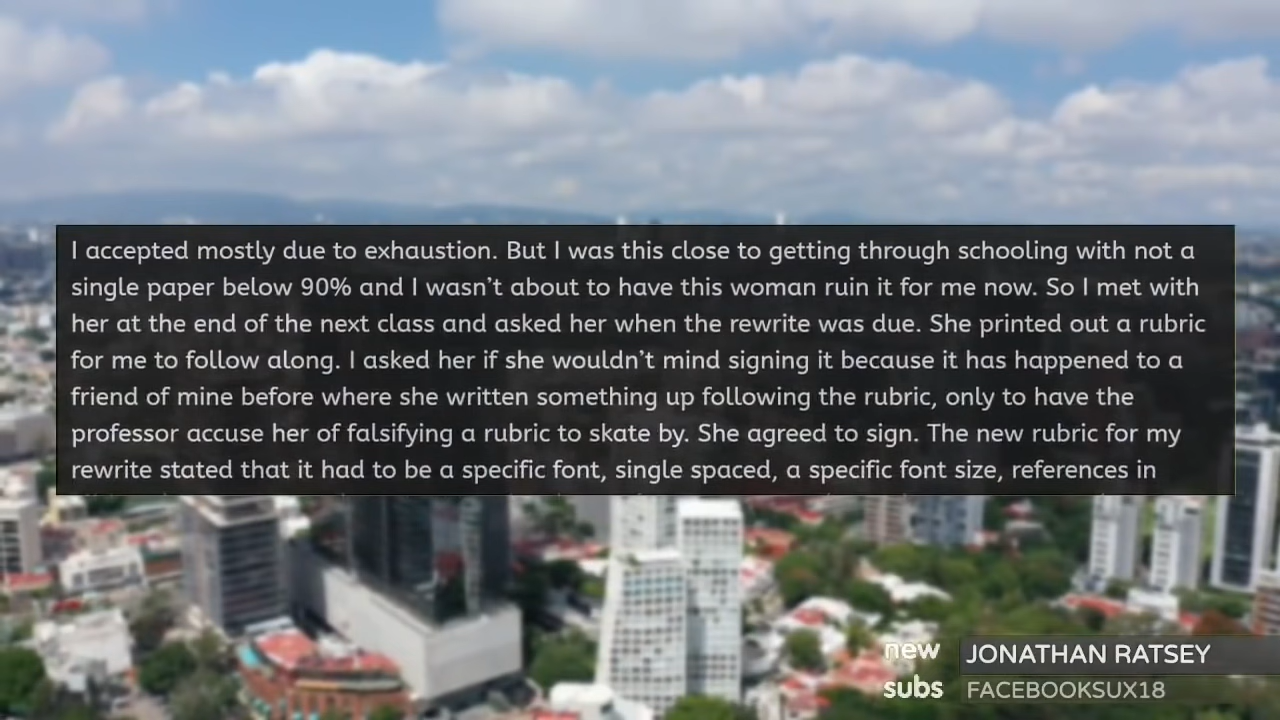 I accepted mostly due to exhaustion. But I was this close to getting through schooling with not a
single paper below 90% and I wasn't about to have this woman ruin it for me now. So I met with
her at the end of the next class and asked her when the rewrite was due. She printed out a rubric
for me to follow along. I asked her if she wouldn't mind signing it because it has happened to a
friend of mine before where she written something up following the rubric, only to have the
professor accuse her of falsifying a rubric to skate by. She agreed to sign. The new rubric for my
rewrite stated that it had to be a specific font, single spaced, a specific font size, references in
new
subs
JONATHAN RATSEY
FACEBOOKSUX18